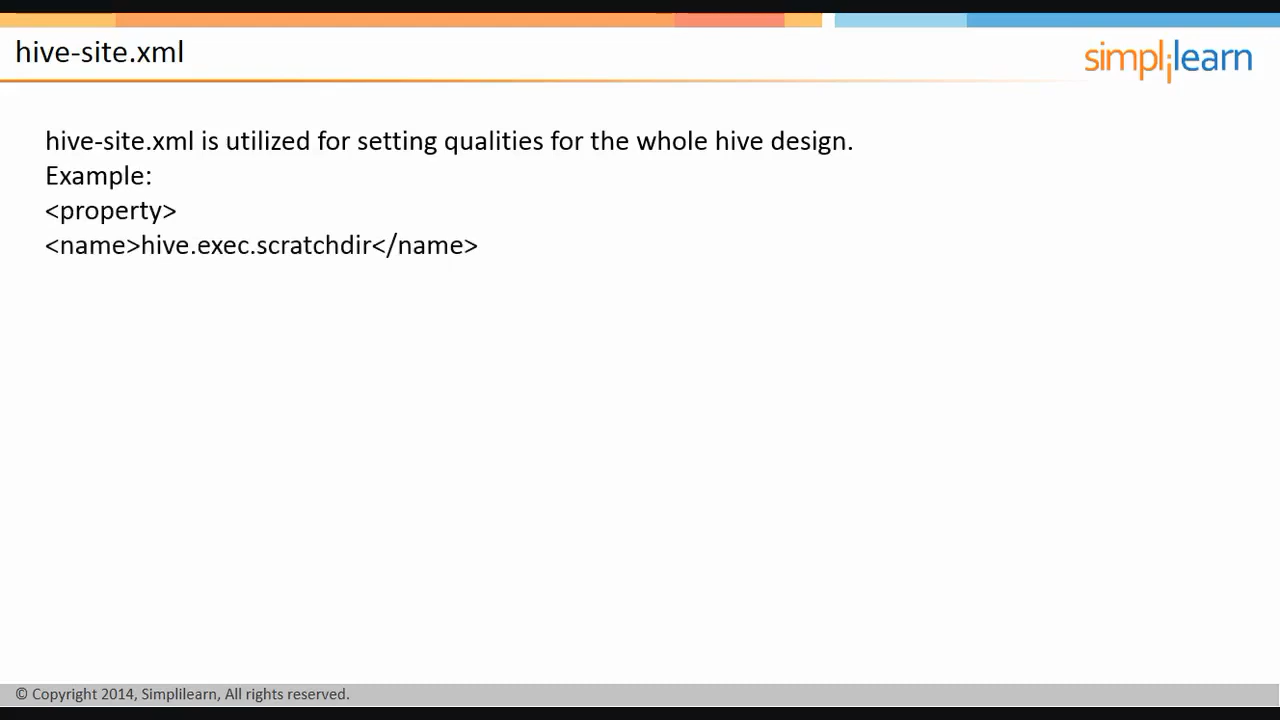 hive-site.xml
simplilearn
hive-site.xml is utilized for setting qualities for the whole hive design.
Example:
<property>
<name>hive.exec.scratchdir</name>
© Copyright 2014, Simplilearn, All rights reserved.